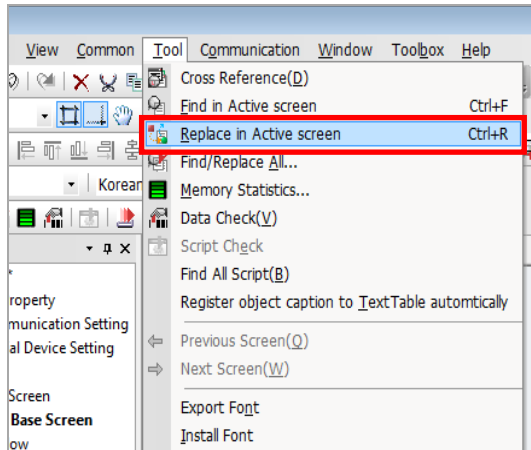 View Common Tool Communication Window Toolbox Help
Cross Reference(D)
Find in Active screen Ctrl+F
Replace in Active screen Ctrl+R
Find/Replace All...
Korean
Memory Statistics...
Data Check(V)
Script Check
Find All Script(B)
roperty
Register object caption to TextTable automtically
munication Setting
al Device Setting
Previous Screen(Q)
Next Screen(W)
Screen
Export Font
Base Screen
Install Font
ow